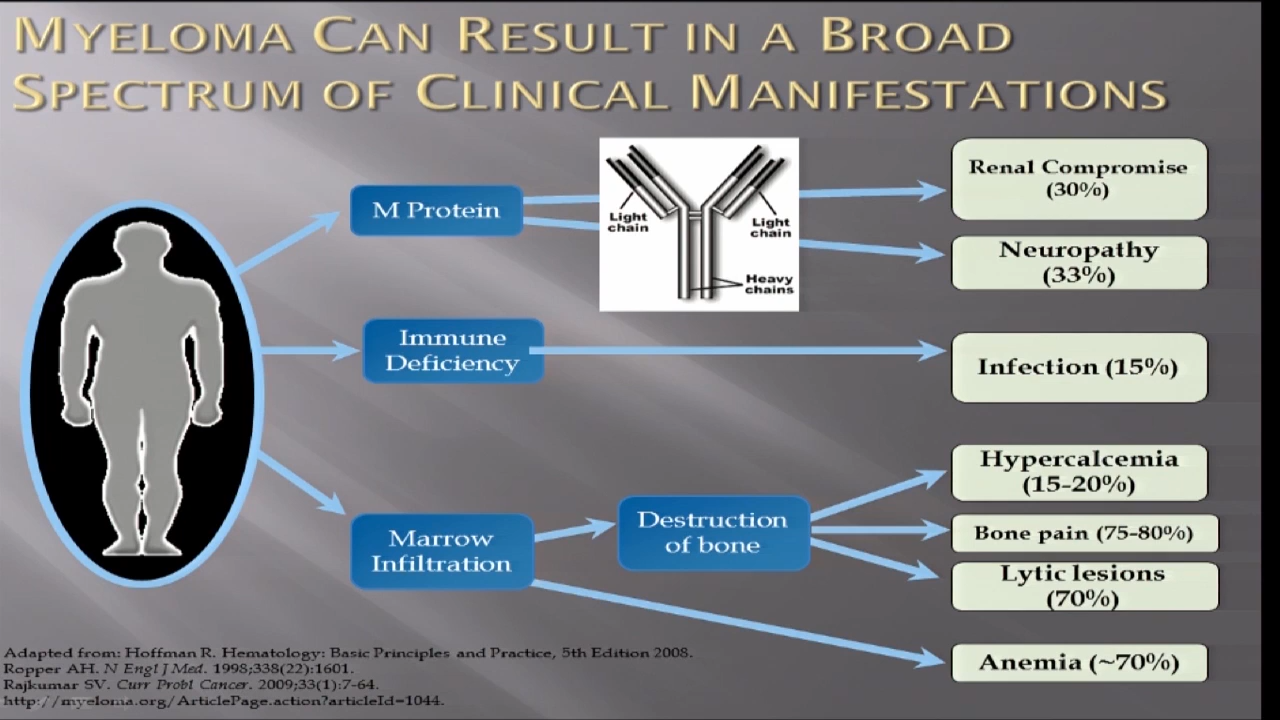 MYELOMA CAN RESULT IN A BROAD
SPECTRUM OF CLINICAL MANIFESTATIONS
M Protein
Light
chain
Light
chain
Heavy
chains
Renal Compromise
(30%)
Neuropathy
(33%)
Immune
Deficiency
Infection (15%)
Marrow
Infiltration
Destruction
of bone
Hypercalcemia
(15-20%)
Bone pain (75-80%)
Lytic lesions
(70%)
Anemia (~70%)
Adapted from: Hoffman R. Hematology: Basic Principles and Practice, 5th Edition 2008.
Ropper AH. N Engl J Med. 1998;338(22):1601.
Rajkumar SV. Curr Probl Cancer. 2009;33(1):7-64.
http://myeloma.org/ArticlePage.action?articleId=1044.